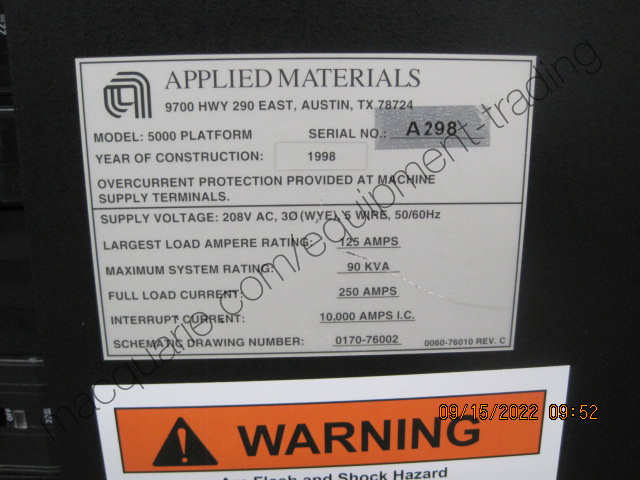 APPLIED MATERIALS
9700 HWY 290 EAST, AUSTIN, TX 78724
MODEL: 5000 PLATFORM SERIAL NO.: A298
YEAR OF CONSTRUCTION: 1998
OVERCURRENT PROTECTION PROVIDED AT MACHINE
SUPPLY TERMINALS.
SUPPLY VOLTAGE: 208V AC, 3Ø (WYE), 5 WIRE, 50/60Hz
LARGEST LOAD AMPERE RATING: 125 AMPS
MAXIMUM SYSTEM RATING: 90 KVA
FULL LOAD CURRENT: 250 AMPS
INTERRUPT CURRENT: 10,000 AMPS I.C.
SCHEMATIC DRAWING NUMBER: 0170-76002 0060-76010 REV. C
macquarie.com/equipment-trading
09/15/2022 09:52
WARNING
Arc Flash and Shock Hazard
OFF